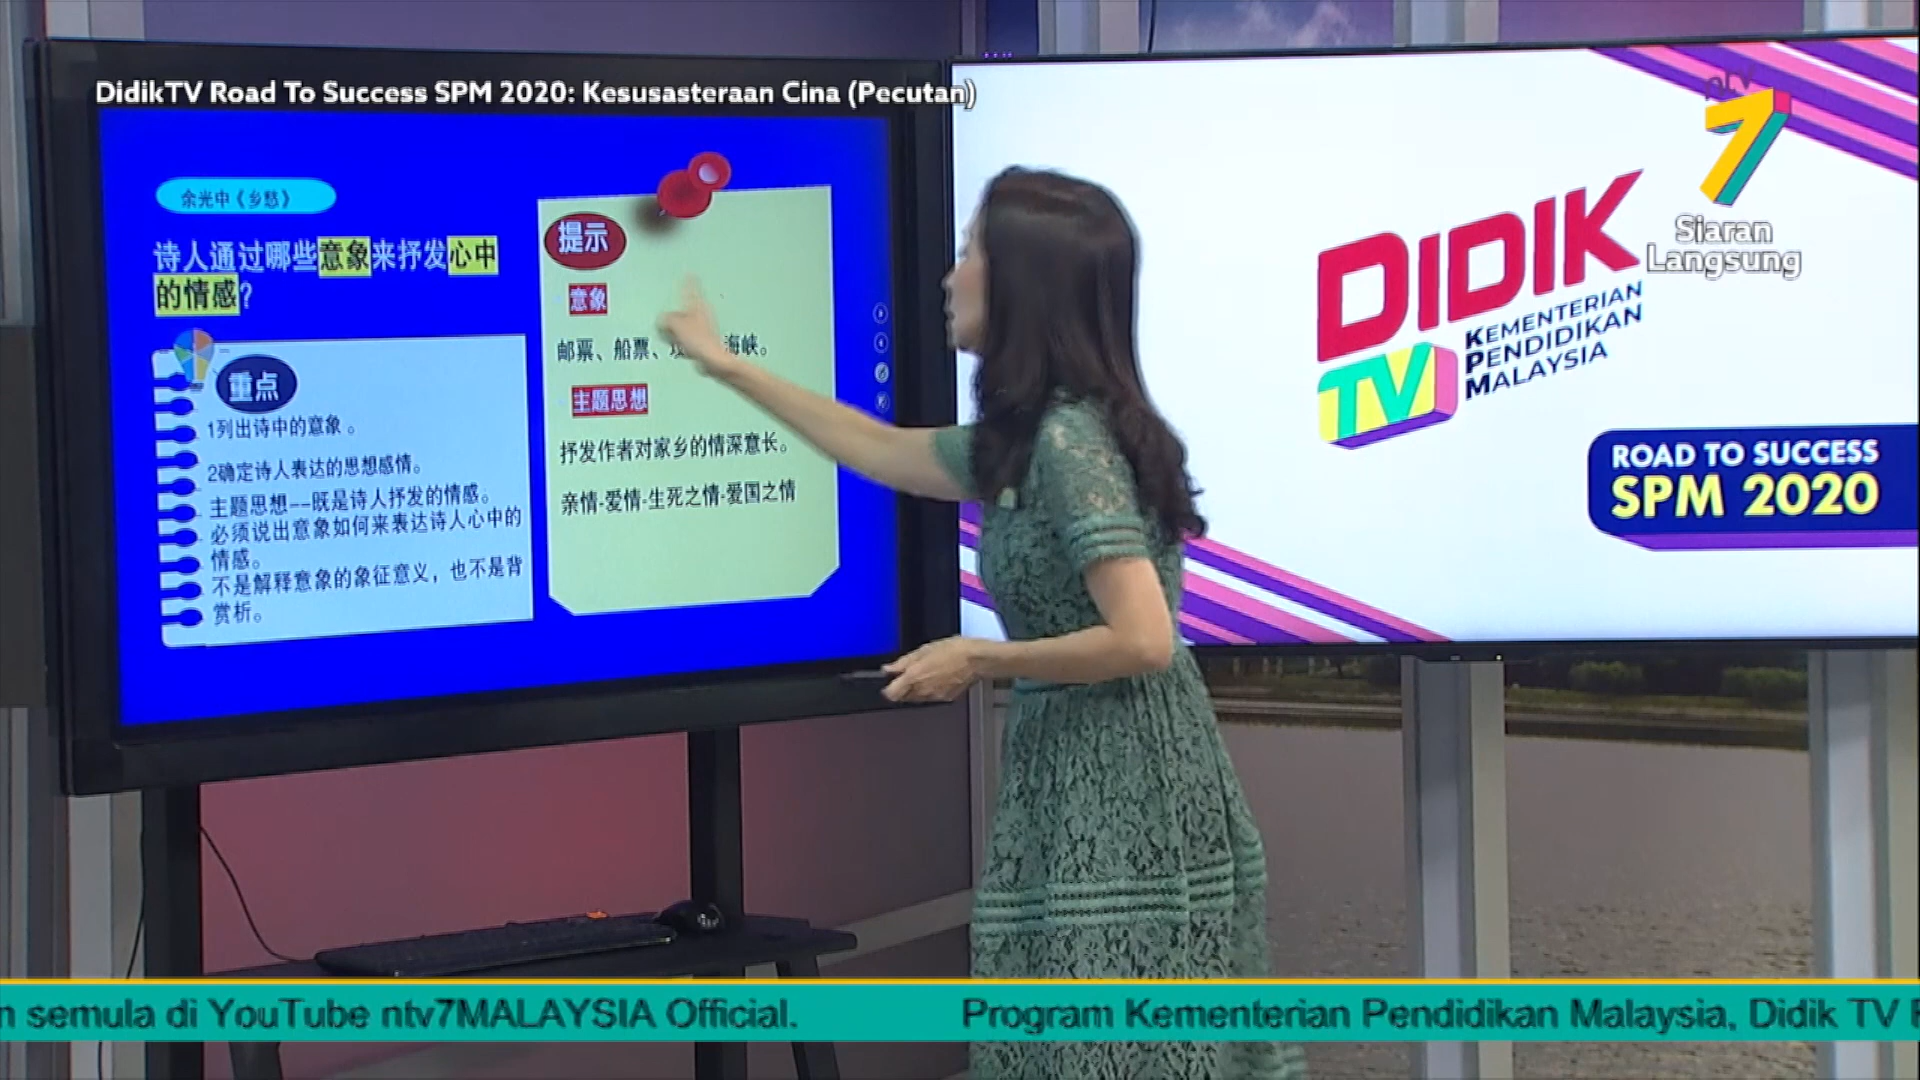 DidikTV Road To Success SPM 2020: Kesusasteraan Cina (Pecutan)
余光中《乡愁》
诗人通过哪些意象来抒发心中
的情感?
重点
1列出诗中的意象。
2确定诗人表达的思想感情。
主题思想--既是诗人抒发的情感。
必须说出意象如何来表达诗人心中的
情感。
不是解释意象的象征意义，也不是背
赏析。
提示
意象
邮票、船票、 海峡。
主题思想
抒发作者对家乡的情深意长。
亲情-爱情-生死之情-爱国之情
ntv
7
Siaran
Langsung
DIDIK
TV
KEMENTERIAN
PENDIDIKAN
MALAYSIA
ROAD TO SUCCESS
SPM 2020
n semula di YouTube ntv7MALAYSIA Official. Program Kementerian Pendidikan Malaysia, Didik TV